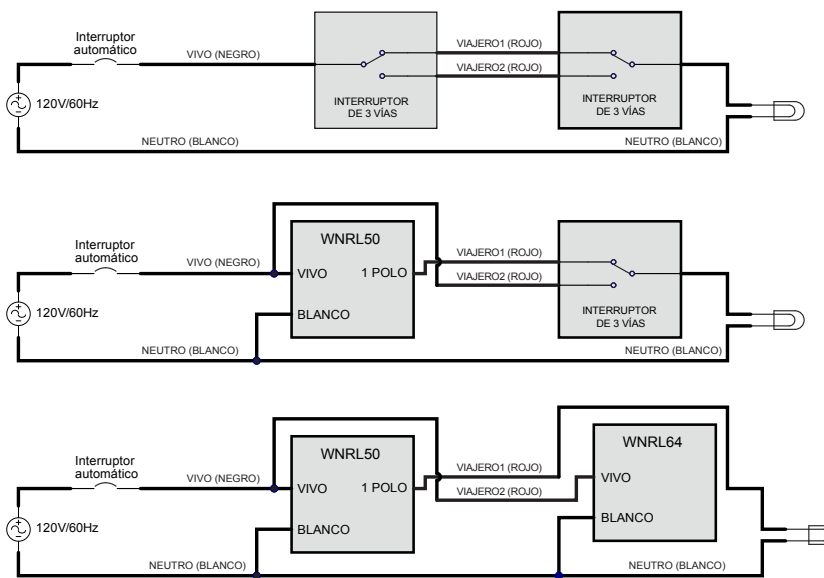 Interruptor
automático
VIVO (NEGRO)
VIAJERO1 (ROJO)
VIAJERO2 (ROJO)
120V/60Hz
INTERRUPTOR
DE 3 VÍAS
INTERRUPTOR
DE 3 VÍAS
NEUTRO (BLANCO)
NEUTRO (BLANCO)
WNRL50
Interruptor
automático
VIVO (NEGRO)
VIVO
1 POLO
VIAJERO1 (ROJO)
VIAJERO2 (ROJO)
120V/60Hz
BLANCO
INTERRUPTOR
DE 3 VÍAS
NEUTRO (BLANCO)
NEUTRO (BLANCO)
WNRL50
WNRL64
Interruptor
automático
VIVO (NEGRO)
VIVO
1 POLO
VIAJERO1 (ROJO)
VIAJERO2 (ROJO)
VIVO
120V/60Hz
BLANCO
BLANCO
NEUTRO (BLANCO)
NEUTRO (BLANCO)